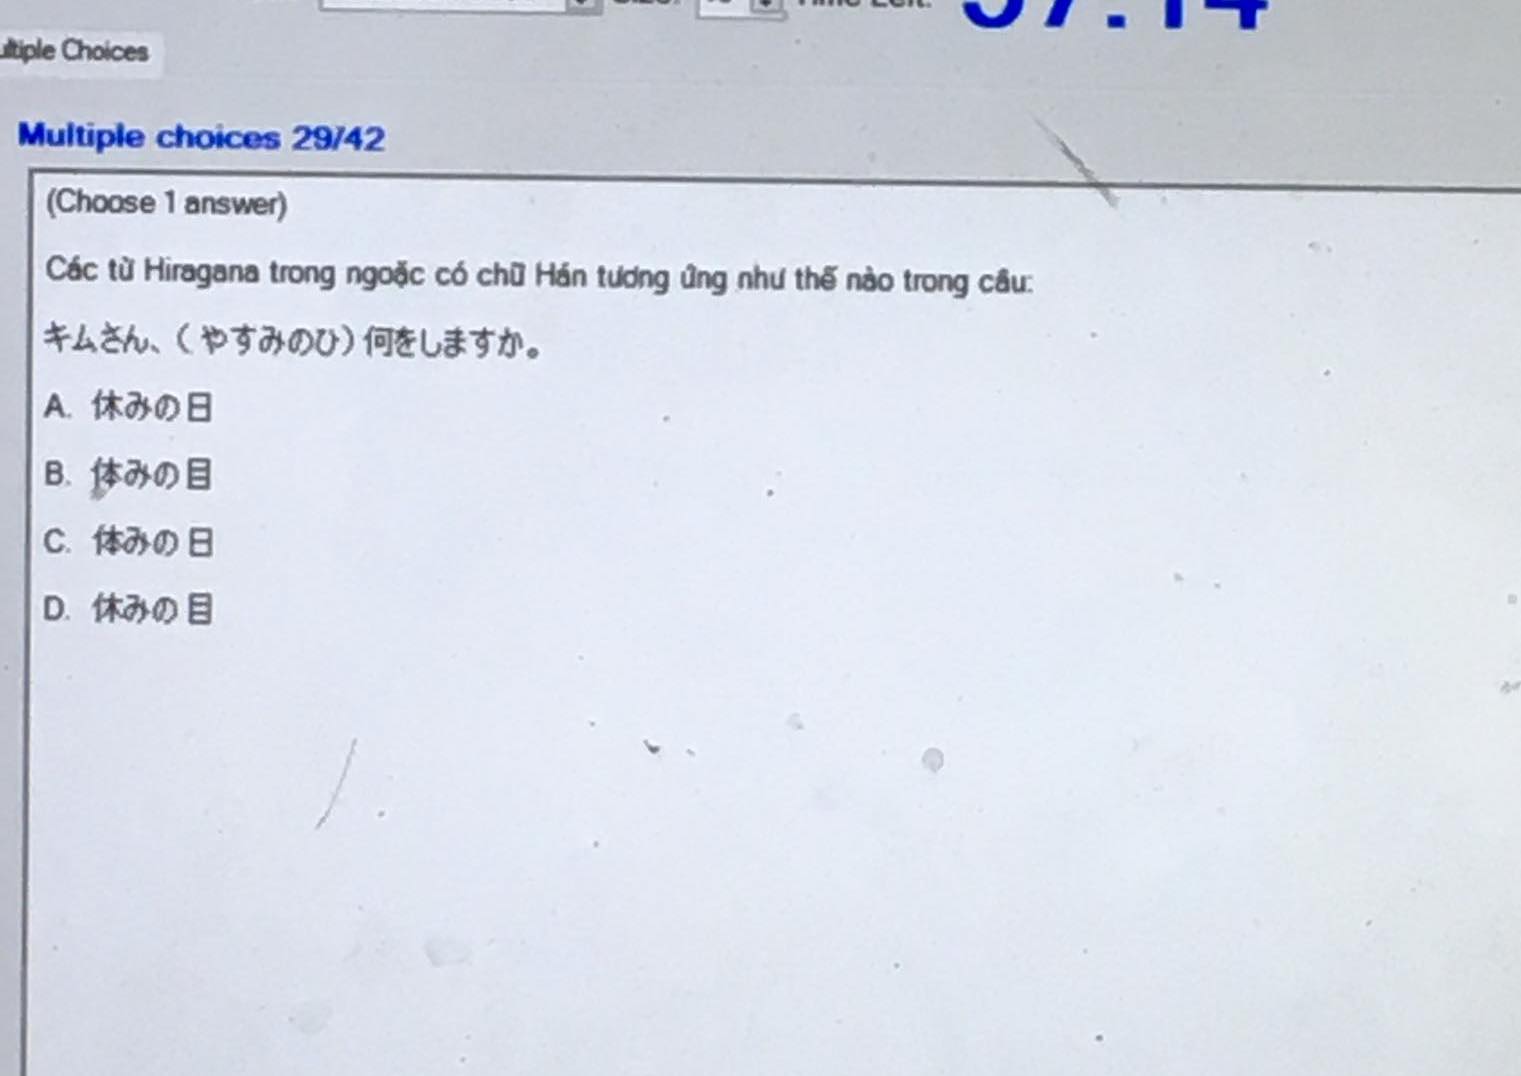 Multiple Choices
Multiple choices 29/42
(Choose 1 answer)
Các từ Hiragana trong ngoặc có chữ Hán tương ứng như thế nào trong câu:
キムさん、(やすみのひ)何をしますか。
A. 休みの日
B. 体みの目
C. 体みの日
D. 休みの目